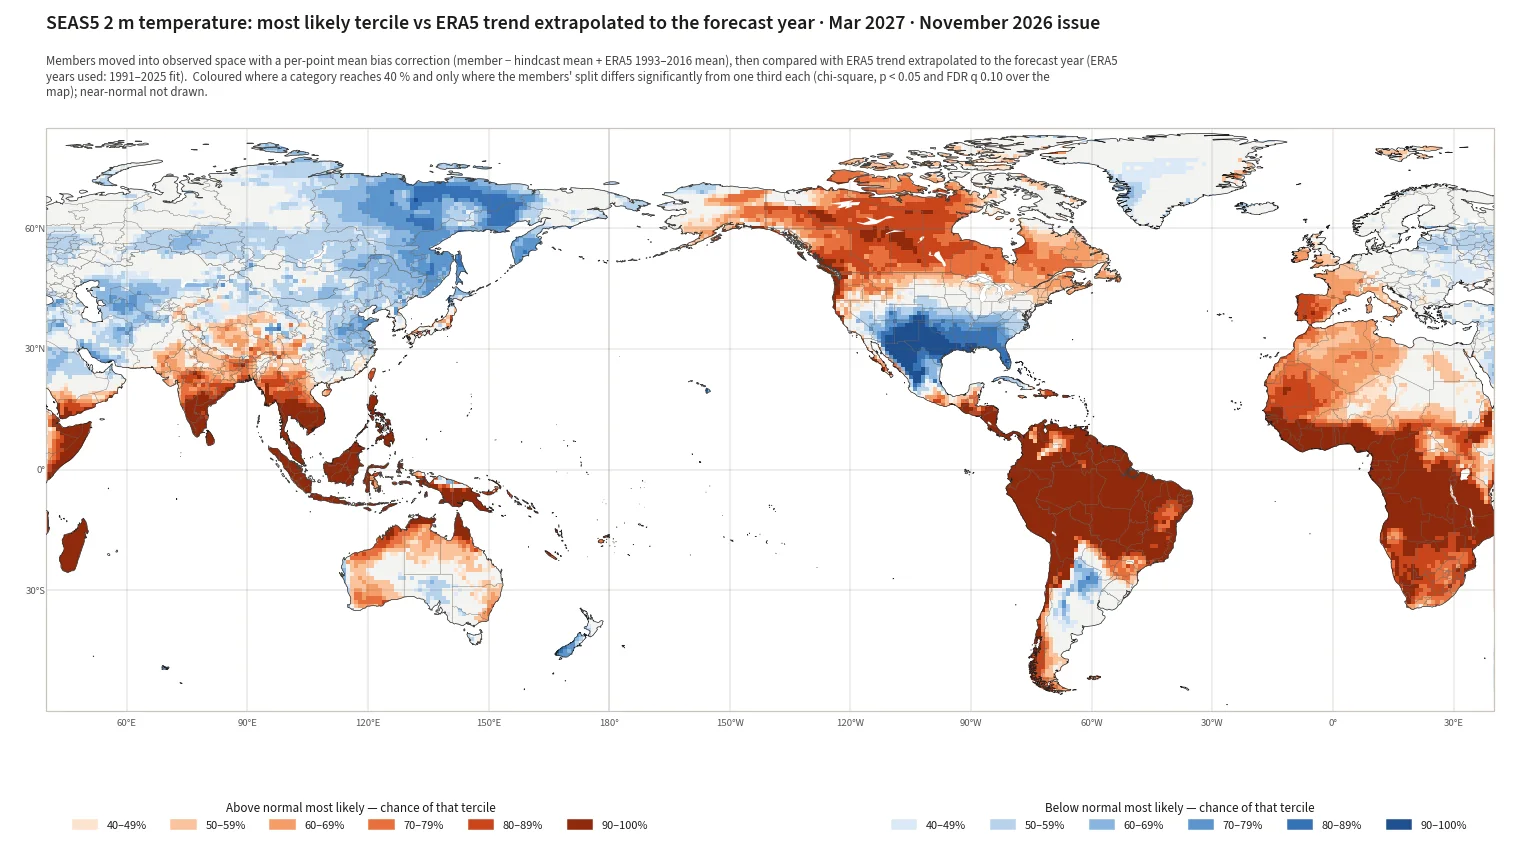 SEAS5 2 m temperature: most likely tercile vs ERA5 trend extrapolated to the forecast year · Mar 2027 · November 2026 issue
Members moved into observed space with a per-point mean bias correction (member − hindcast mean + ERA5 1993–2016 mean), then compared with ERA5 trend extrapolated to the forecast year (ERA5
years used: 1991–2025 fit). Coloured where a category reaches 40 % and only where the members' split differs significantly from one third each (chi-square, p < 0.05 and FDR q 0.10 over the
map); near-normal not drawn.
60°N
30°N
0°
30°S
60°E 90°E 120°E 150°E 180° 150°W 120°W 90°W 60°W 30°W 0° 30°E
Above normal most likely — chance of that tercile
40–49% 50–59% 60–69% 70–79% 80–89% 90–100%
Below normal most likely — chance of that tercile
40–49% 50–59% 60–69% 70–79% 80–89% 90–100%